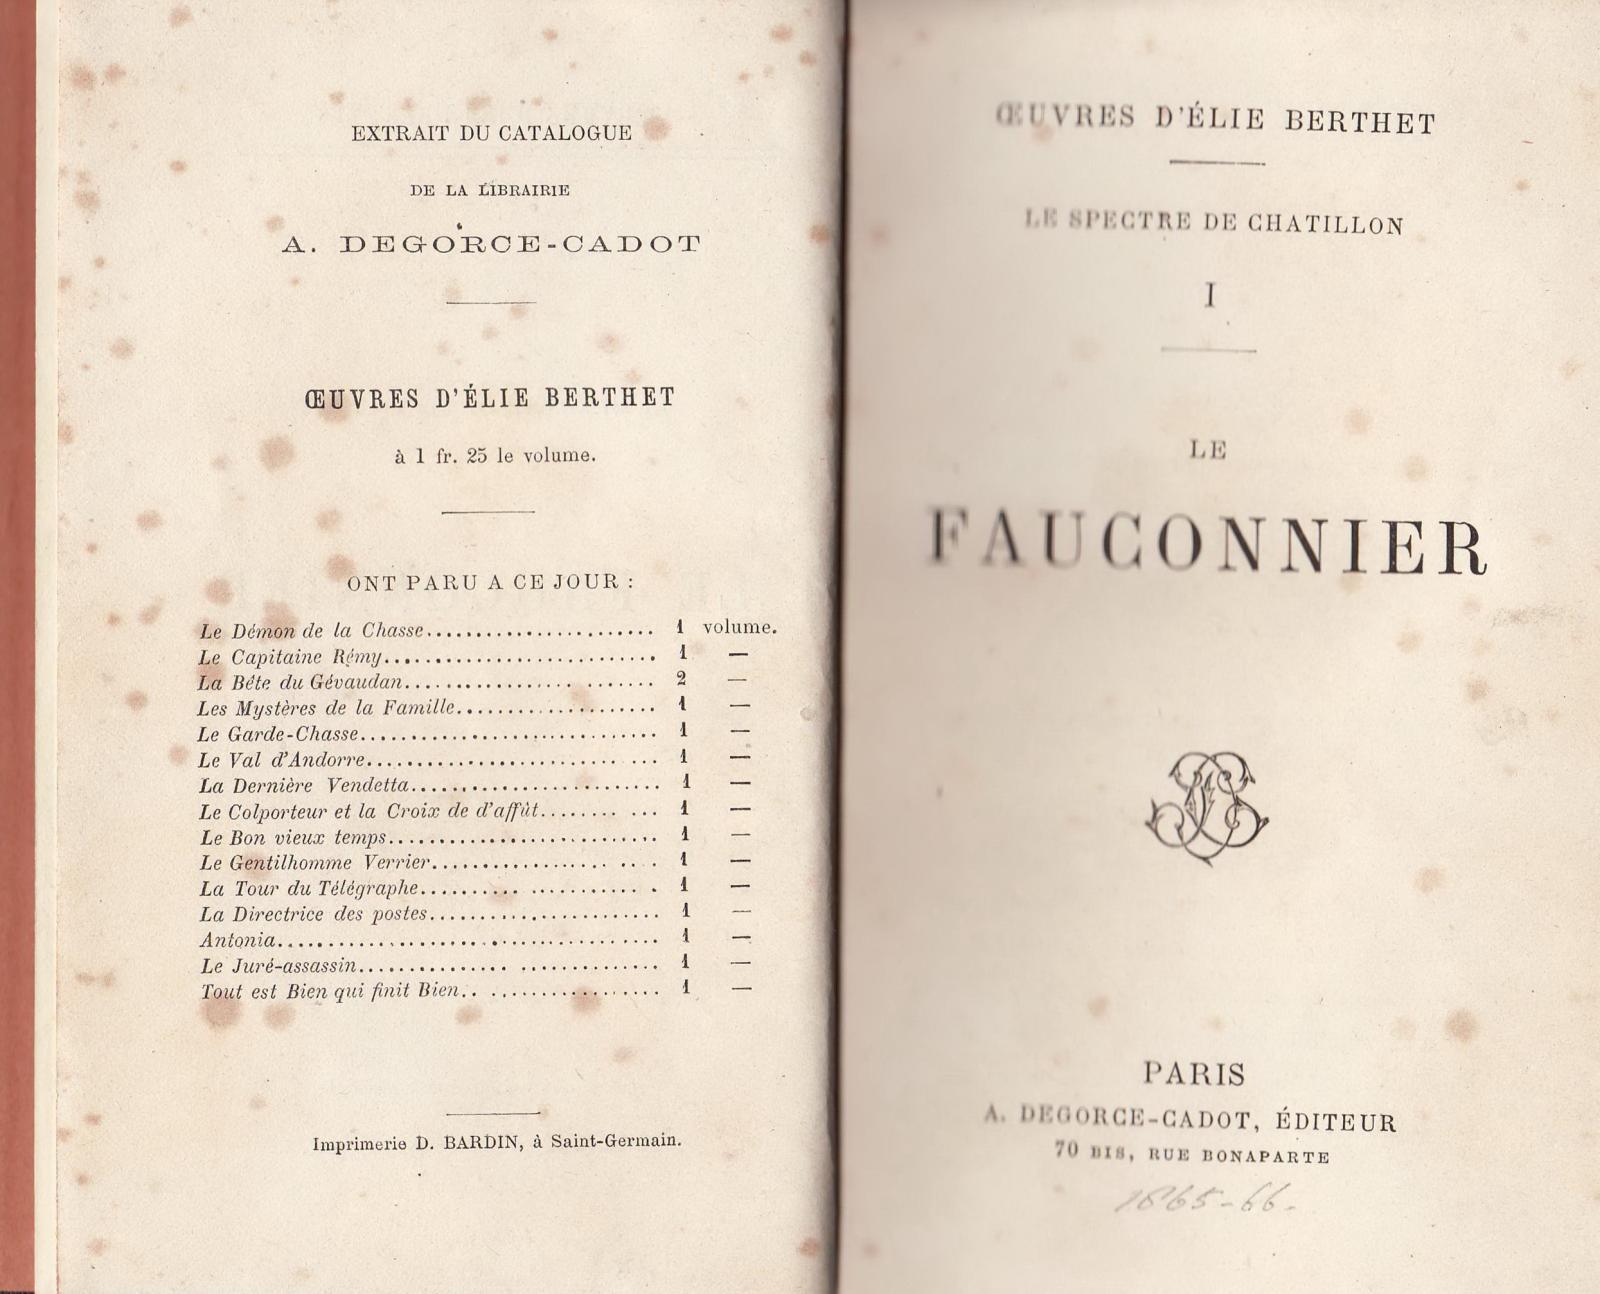 EXTRAIT DU CATALOGUE
DE LA LIBRAIRIE
A. DEGORCE-CADOT
ŒUVRES D'ÉLIE BERTHET
à 1 fr. 25 le volume.
ONT PARU A CE JOUR :
Le Démon de la Chasse........................ 1 volume.
Le Capitaine Rémy........................... 1 —
La Bête du Gévaudan........................ 2 —
Les Mystères de la Famille.................... 1 —
Le Garde-Chasse............................. 1 —
Le Val d'Andorre............................ 1 —
La Dernière Vendetta........................ 1 —
Le Colporteur et la Croix de d'affût........... 1 —
Le Bon vieux temps.......................... 1 —
Le Gentilhomme Verrier..................... 1 —
La Tour du Télégraphe....................... 1 —
La Directrice des postes....................... 1 —
Antonia...................................... 1 —
Le Juré-assassin............................. 1 —
Tout est Bien qui finit Bien.. ................. 1 —
Imprimerie D. BARDIN, à Saint-Germain.
ŒUVRES D'ÉLIE BERTHET
LE SPECTRE DE CHATILLON
I
LE
FAUCONNIER
PARIS
A. DEGORCE-CADOT, ÉDITEUR
70 BIS, RUE BONAPARTE
1865-66.